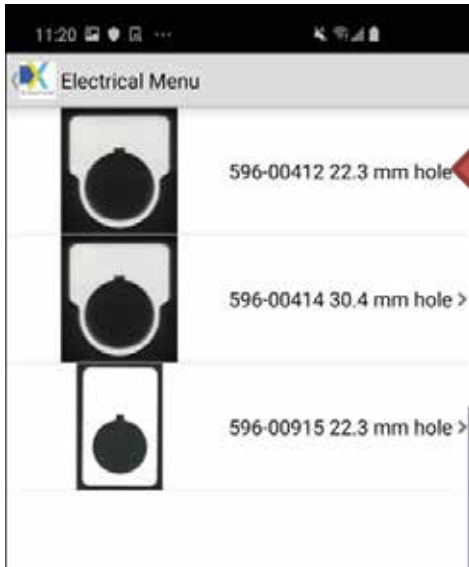 11:20
Electrical Menu
596-00412 22.3 mm hole
596-00414 30.4 mm hole >
596-00915 22.3 mm hole >